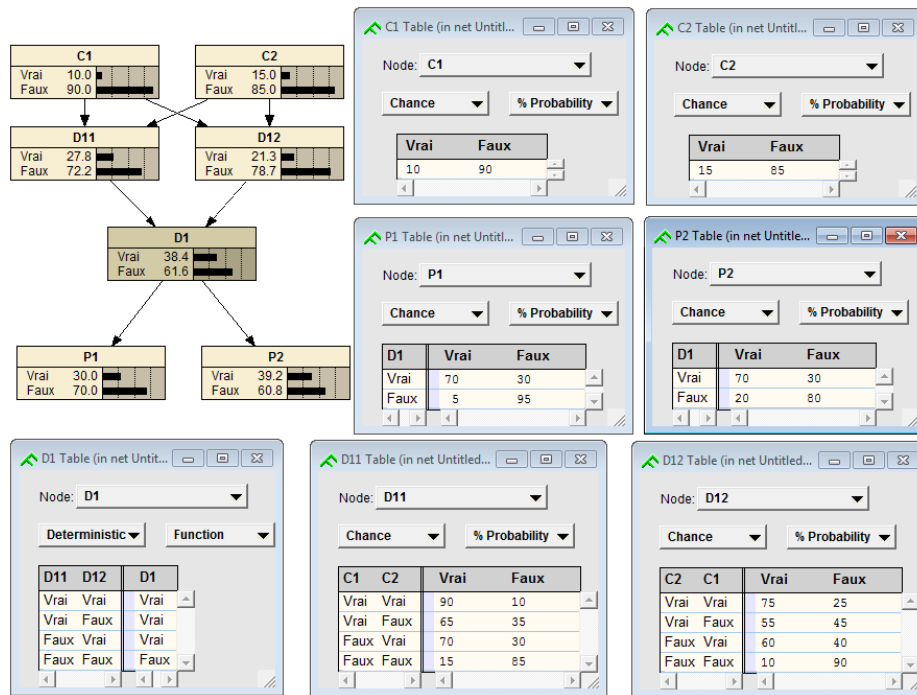 C1
Vrai 10.0
Faux 90.0
C2
Vrai 15.0
Faux 85.0
D11
Vrai 27.8
Faux 72.2
D12
Vrai 21.3
Faux 78.7
D1
Vrai 38.4
Faux 61.6
P1
Vrai 30.0
Faux 70.0
P2
Vrai 39.2
Faux 60.8
C1 Table (in net Untitl...
Node: C1
Chance % Probability
Vrai Faux
10 90
C2 Table (in net Untitl...
Node: C2
Chance % Probability
Vrai Faux
15 85
P1 Table (in net Untitl...
Node: P1
Chance % Probability
D1 Vrai Faux
Vrai 70 30
Faux 5 95
P2 Table (in net Untitle...
Node: P2
Chance % Probability
D1 Vrai Faux
Vrai 70 30
Faux 20 80
D1 Table (in net Untit...
Node: D1
Deterministic Function
D11 D12 D1
Vrai Vrai Vrai
Vrai Faux Vrai
Faux Vrai Vrai
Faux Faux Faux
D11 Table (in net Untitled...
Node: D11
Chance % Probability
C1 C2 Vrai Faux
Vrai Vrai 90 10
Vrai Faux 65 35
Faux Vrai 70 30
Faux Faux 15 85
D12 Table (in net Untitled...
Node: D12
Chance % Probability
C2 C1 Vrai Faux
Vrai Vrai 75 25
Vrai Faux 55 45
Faux Vrai 60 40
Faux Faux 10 90